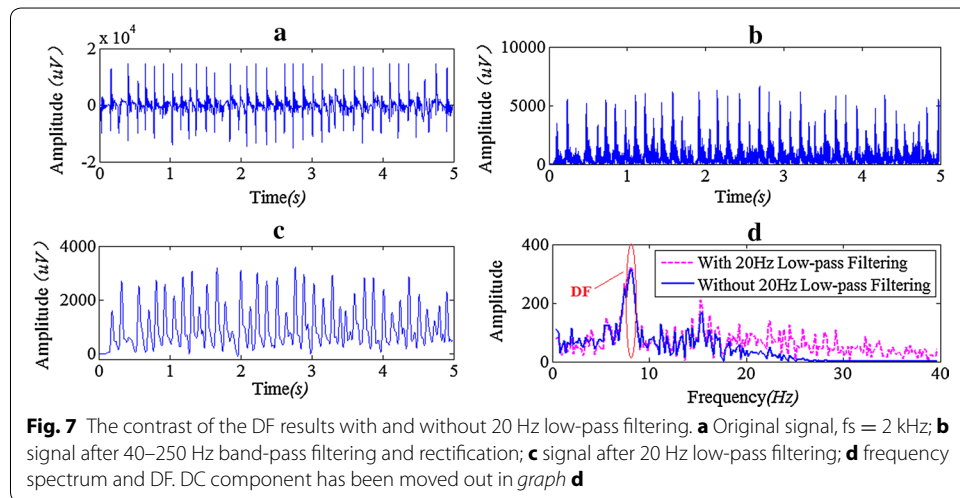 a
2 x 10^4
Amplitude (uV)
0
-2
0 1 2 3 4 5
Time(s)
b
10000
Amplitude (uV)
5000
0
0 1 2 3 4 5
Time(s)
c
4000
Amplitude (uV)
2000
0
0 1 2 3 4 5
Time(s)
d
400
Amplitude
200
0
With 20Hz Low-pass Filtering
Without 20Hz Low-pass Filtering
DF
0 10 20 30 40
Frequency(Hz)
Fig. 7 The contrast of the DF results with and without 20 Hz low-pass filtering. a Original signal, fs = 2 kHz; b
signal after 40–250 Hz band-pass filtering and rectification; c signal after 20 Hz low-pass filtering; d frequency
spectrum and DF. DC component has been moved out in graph d